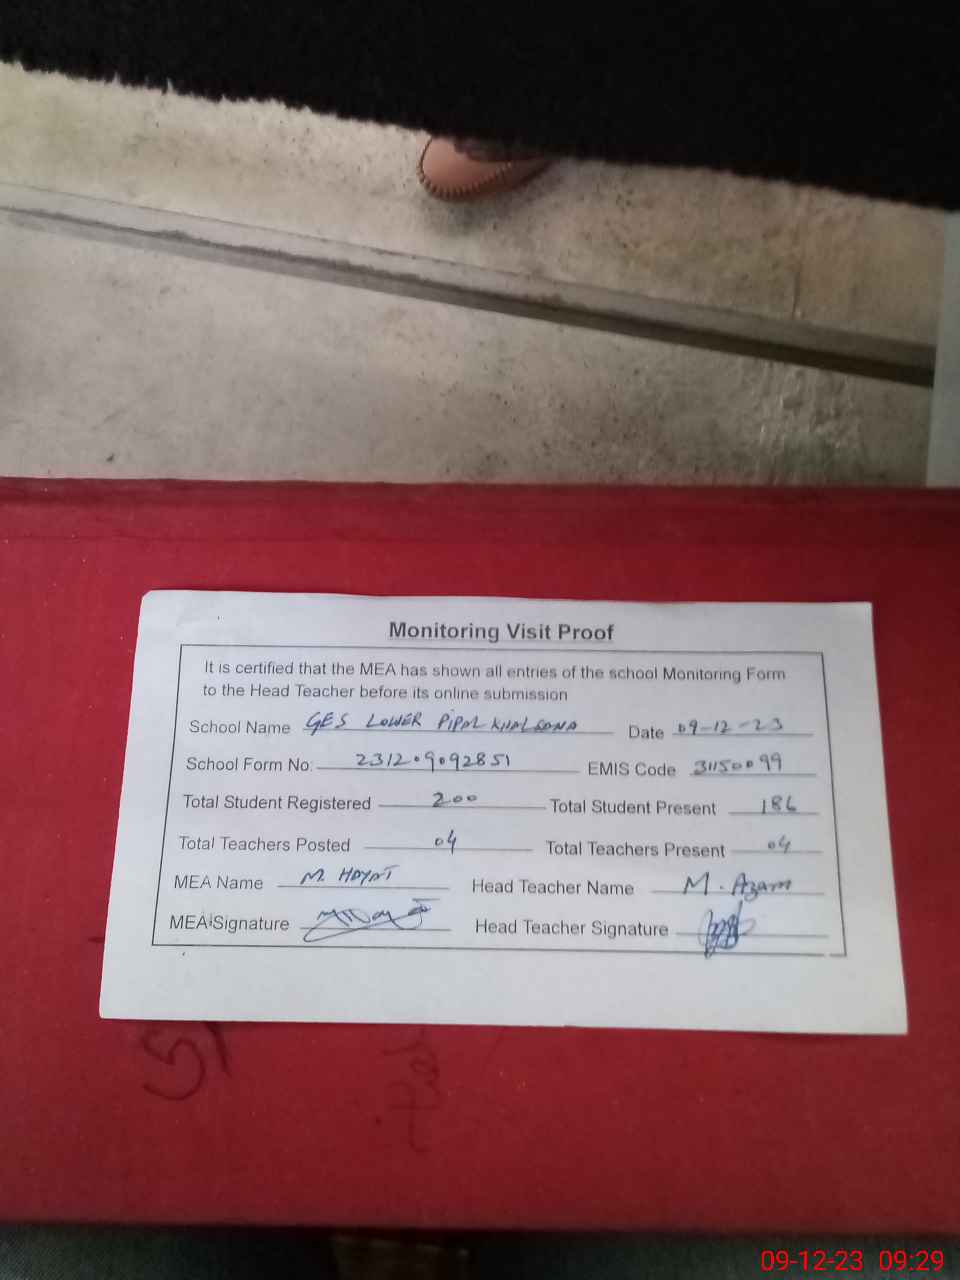 Monitoring Visit Proof
It is certified that the MEA has shown all entries of the school Monitoring Form
to the Head Teacher before its online submission
School Name GES LOWER PIPAL KHALSANA Date 09-12-23
School Form No: 231209092851 EMIS Code 31150099
Total Student Registered 200 Total Student Present 186
Total Teachers Posted 04 Total Teachers Present 04
MEA Name M. HAYAT Head Teacher Name M. Azam
MEA Signature Head Teacher Signature
09-12-23 09:29